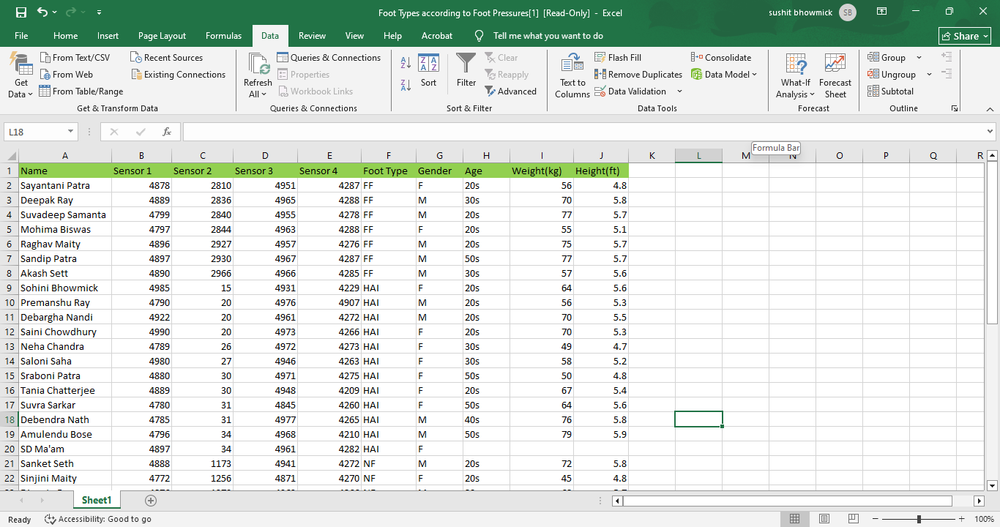 Foot Types according to Foot Pressures[1] [Read-Only] - Excel
sushit bhowmick SB
File Home Insert Page Layout Formulas Data Review View Help Acrobat Tell me what you want to do Share
Get Data
From Text/CSV
From Web
From Table/Range
Recent Sources
Existing Connections
Get & Transform Data
Refresh All
Queries & Connections
Properties
Workbook Links
Queries & Connections
Sort
Filter
Clear
Reapply
Advanced
Sort & Filter
Text to Columns
Flash Fill
Remove Duplicates
Data Validation
Consolidate
Data Model
Data Tools
What-If Analysis
Forecast Sheet
Forecast
Group
Ungroup
Subtotal
Outline
L18 fx
Formula Bar
A B C D E F G H I J K L M N O P Q R
1 Name Sensor 1 Sensor 2 Sensor 3 Sensor 4 Foot Type Gender Age Weight(kg) Height(ft)
2 Sayantani Patra 4878 2810 4951 4287 FF F 20s 56 4.8
3 Deepak Ray 4889 2836 4965 4288 FF M 30s 70 5.8
4 Suvadeep Samanta 4799 2840 4955 4278 FF M 20s 77 5.7
5 Mohima Biswas 4797 2844 4963 4288 FF F 20s 55 5.1
6 Raghav Maity 4896 2927 4957 4276 FF M 20s 75 5.7
7 Sandip Patra 4897 2930 4967 4287 FF M 50s 77 5.7
8 Akash Sett 4890 2966 4966 4285 FF M 30s 57 5.6
9 Sohini Bhowmick 4985 15 4931 4229 HAI F 20s 64 5.6
10 Premanshu Ray 4790 20 4976 4907 HAI M 20s 56 5.3
11 Debargha Nandi 4922 20 4961 4272 HAI M 20s 70 5.5
12 Saini Chowdhury 4990 20 4973 4266 HAI F 20s 70 5.3
13 Neha Chandra 4789 26 4972 4273 HAI F 30s 49 4.7
14 Saloni Saha 4980 27 4946 4263 HAI F 30s 58 5.2
15 Sraboni Patra 4880 30 4971 4275 HAI F 50s 50 4.8
16 Tania Chatterjee 4889 30 4948 4209 HAI F 20s 67 5.4
17 Suvra Sarkar 4780 31 4845 4260 HAI F 50s 64 5.6
18 Debendra Nath 4785 31 4977 4265 HAI M 40s 76 5.8
19 Amulendu Bose 4796 34 4968 4210 HAI M 50s 79 5.9
20 SD Ma'am 4897 34 4961 4282 HAI F
21 Sanket Seth 4888 1173 4941 4272 NF M 20s 72 5.8
22 Sinjini Maity 4772 1256 4871 4270 NF F 20s 45 4.8
Sheet1
Ready Accessibility: Good to go 100%